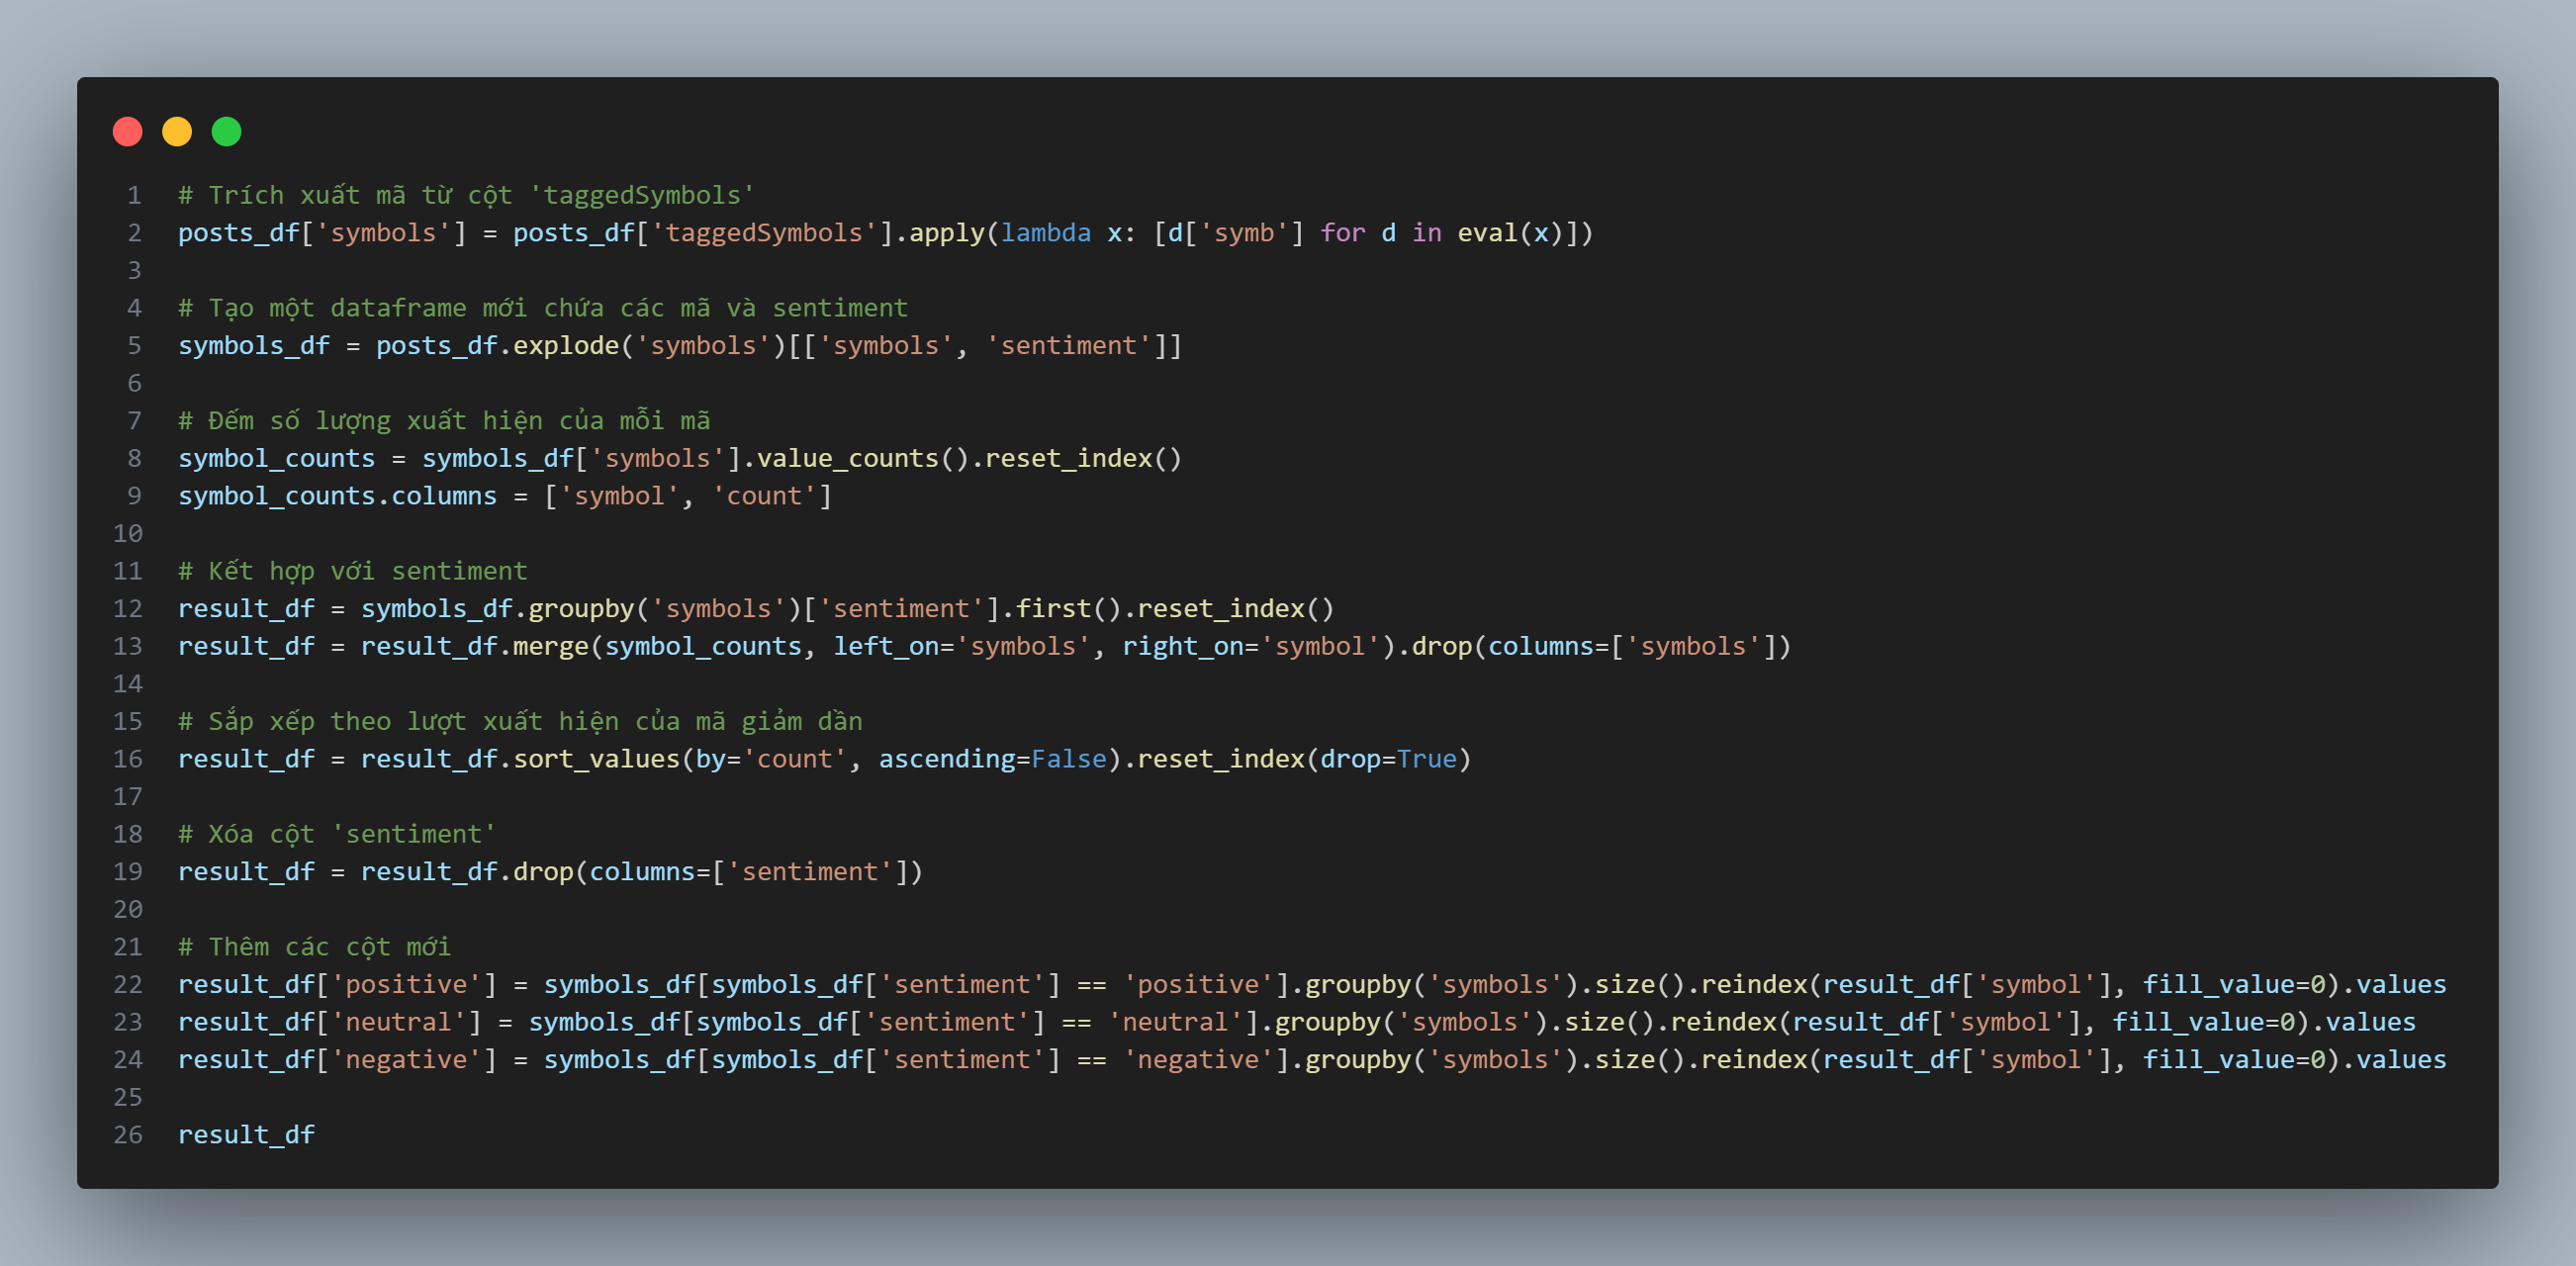 1 # Trích xuất mã từ cột 'taggedSymbols'
2 posts_df['symbols'] = posts_df['taggedSymbols'].apply(lambda x: [d['symb'] for d in eval(x)])
3
4 # Tạo một dataframe mới chứa các mã và sentiment
5 symbols_df = posts_df.explode('symbols')[['symbols', 'sentiment']]
6
7 # Đếm số lượng xuất hiện của mỗi mã
8 symbol_counts = symbols_df['symbols'].value_counts().reset_index()
9 symbol_counts.columns = ['symbol', 'count']
10
11 # Kết hợp với sentiment
12 result_df = symbols_df.groupby('symbols')['sentiment'].first().reset_index()
13 result_df = result_df.merge(symbol_counts, left_on='symbols', right_on='symbol').drop(columns=['symbols'])
14
15 # Sắp xếp theo lượt xuất hiện của mã giảm dần
16 result_df = result_df.sort_values(by='count', ascending=False).reset_index(drop=True)
17
18 # Xóa cột 'sentiment'
19 result_df = result_df.drop(columns=['sentiment'])
20
21 # Thêm các cột mới
22 result_df['positive'] = symbols_df[symbols_df['sentiment'] == 'positive'].groupby('symbols').size().reindex(result_df['symbol'], fill_value=0).values
23 result_df['neutral'] = symbols_df[symbols_df['sentiment'] == 'neutral'].groupby('symbols').size().reindex(result_df['symbol'], fill_value=0).values
24 result_df['negative'] = symbols_df[symbols_df['sentiment'] == 'negative'].groupby('symbols').size().reindex(result_df['symbol'], fill_value=0).values
25
26 result_df